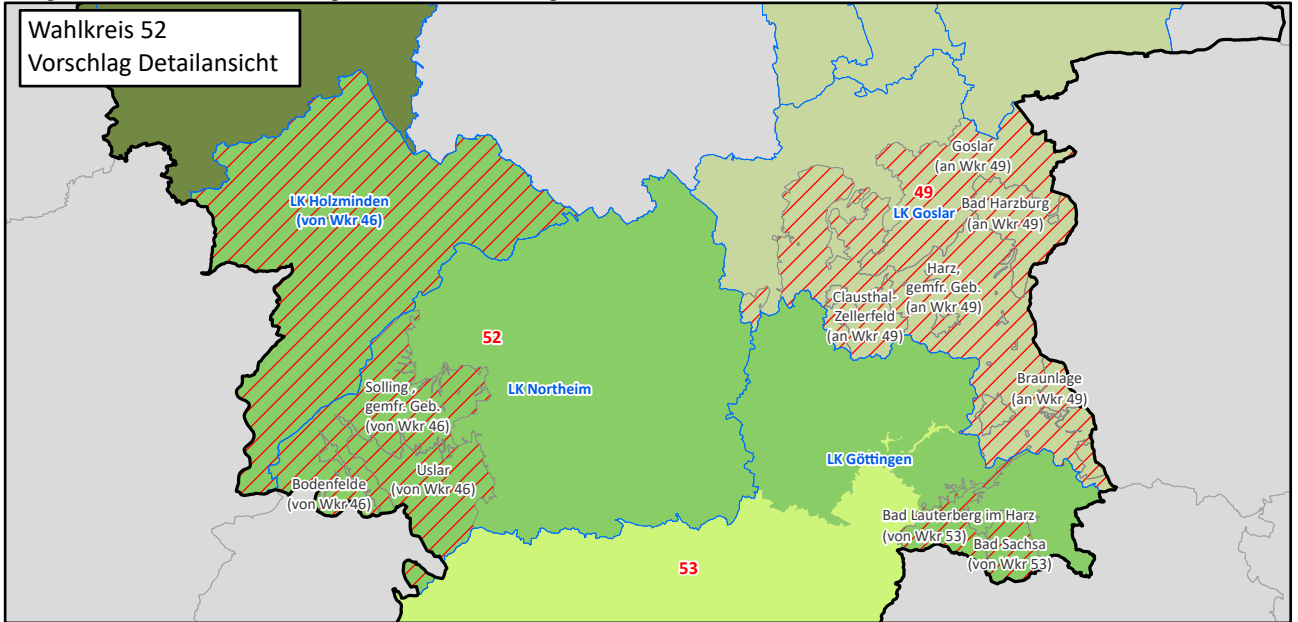 Wahlkreis 52
Vorschlag Detailansicht
Goslar
(an Wkr 49)
49
LK Goslar
Bad Harzburg
(an Wkr 49)
LK Holzminden
(von Wkr 46)
Harz,
gemfr. Geb.
(an Wkr 49)
Clausthal-
Zellerfeld
(an Wkr 49)
52
LK Northeim
Solling ,
gemfr. Geb.
(von Wkr 46)
Braunlage
(an Wkr 49)
LK Göttingen
Uslar
(von Wkr 46)
Bodenfelde
(von Wkr 46)
Bad Lauterberg im Harz
(von Wkr 53)
Bad Sachsa
(von Wkr 53)
53